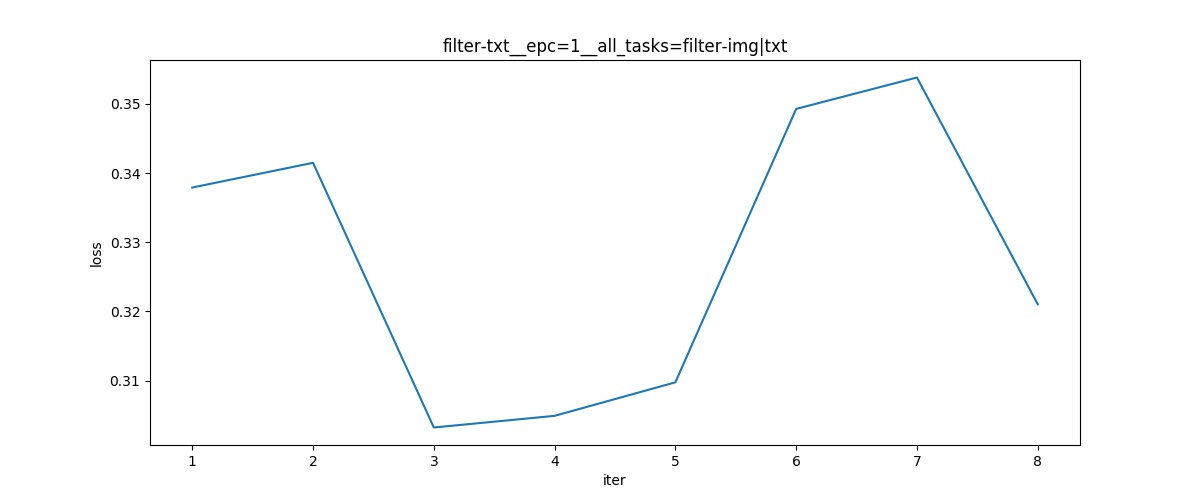 filter-txt__epc=1__all_tasks=filter-img|txt
0.35
0.34
0.33
0.32
0.31
loss
1 2 3 4 5 6 7 8
iter